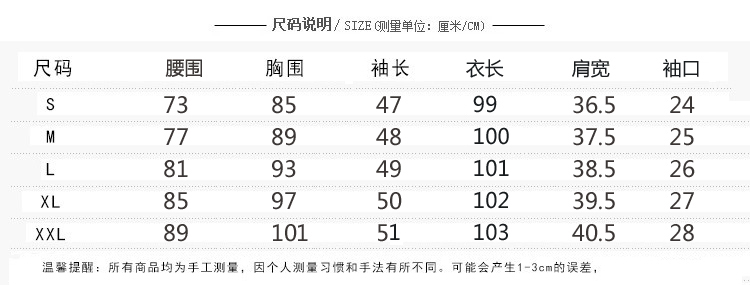 尺码说明/SIZE(测量单位：厘米/CM)
尺码 腰围 胸围 袖长 衣长 肩宽 袖口
S 73 85 47 99 36.5 24
M 77 89 48 100 37.5 25
L 81 93 49 101 38.5 26
XL 85 97 50 102 39.5 27
XXL 89 101 51 103 40.5 28
温馨提醒：所有商品均为手工测量，因个人测量习惯和手法有所不同。可能会产生1-3cm的误差，